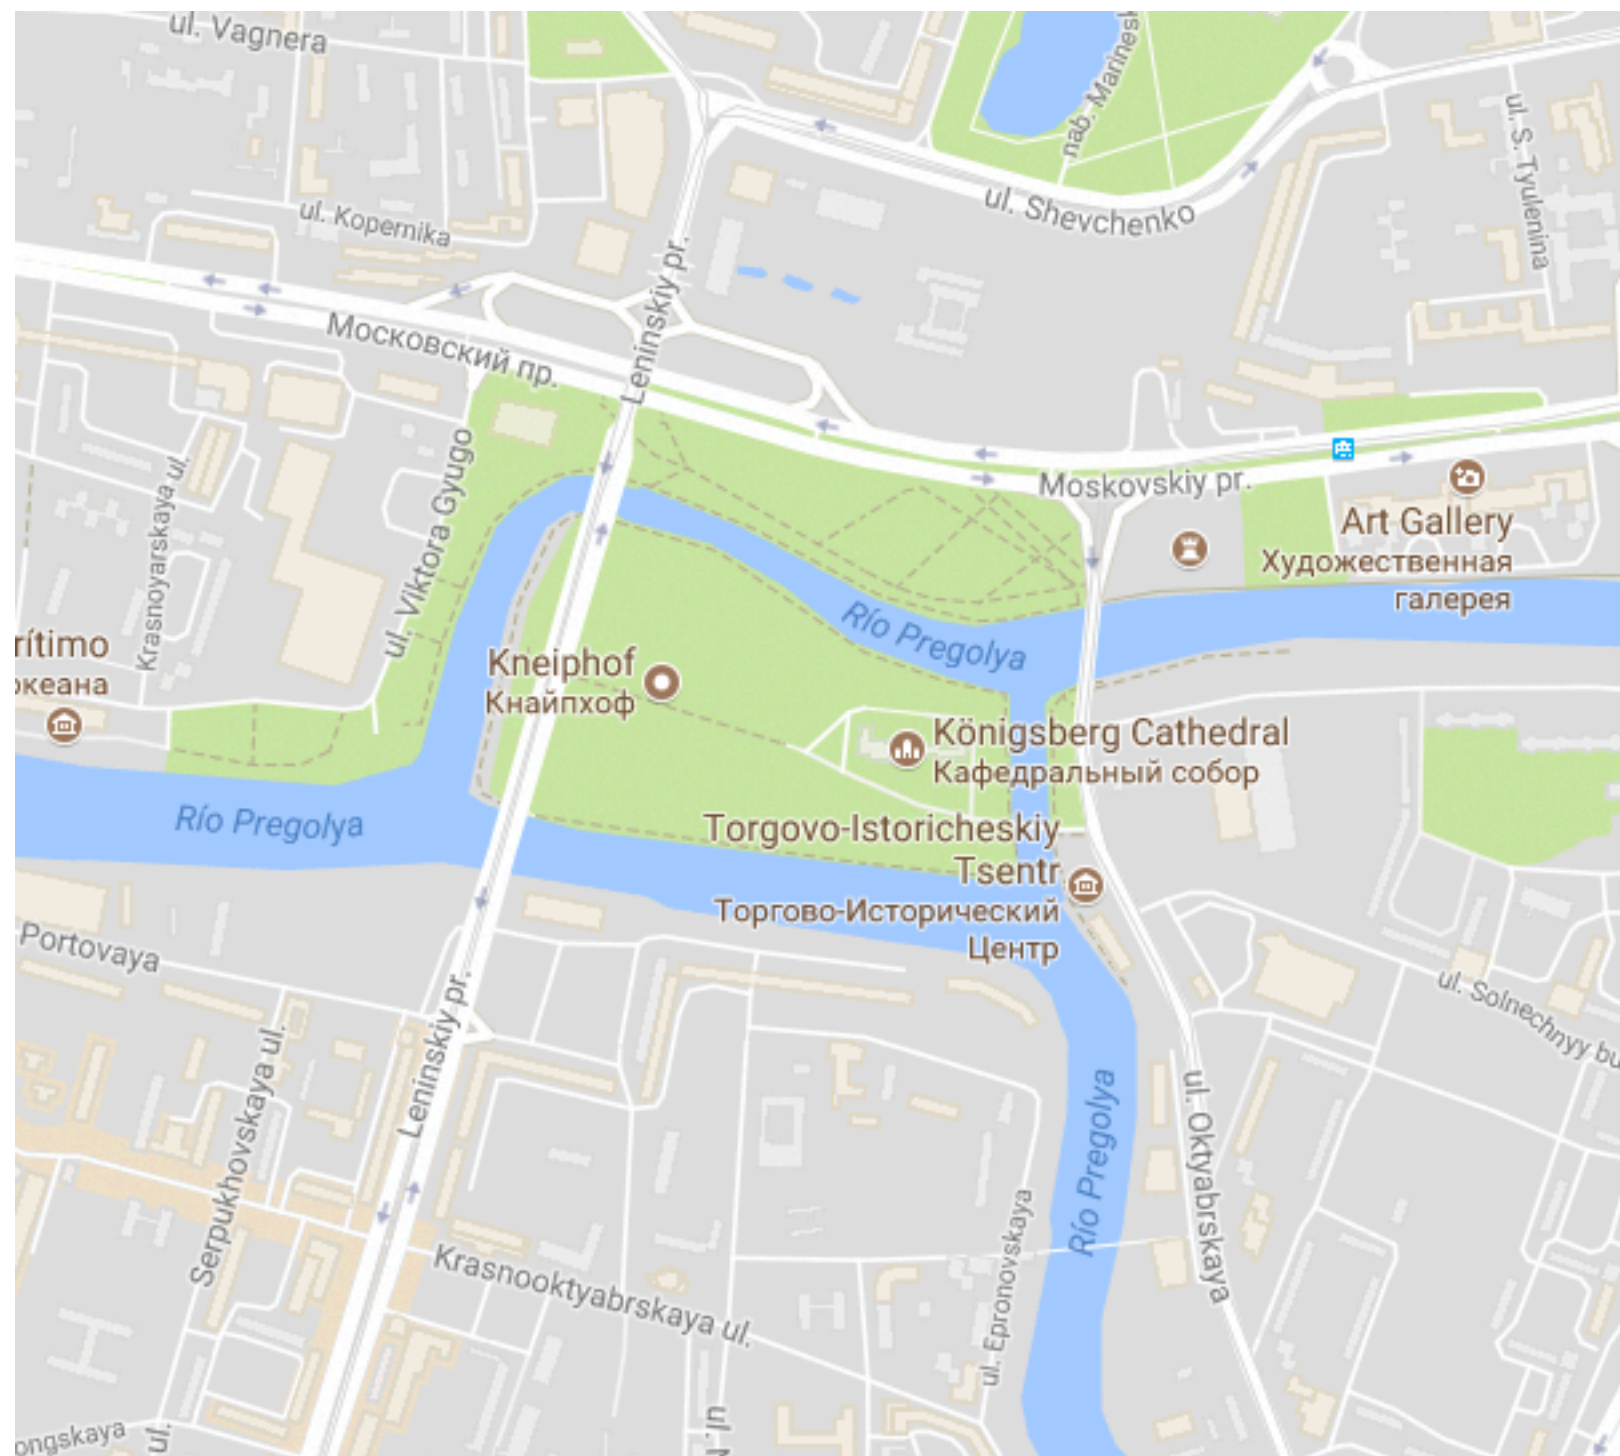 ul. Vagnera
nab. Marinesk
ul. S. Tyulenina
ul. Shevchenko
ul. Kopernika
Leninskiy pr.
Московский пр.
Moskovskiy pr.
Art Gallery
Художественная
галерея
ul. Viktora Gyugo
Krasnoyarskaya ul.
Río Pregolya
rítimo
океана
Kneiphof
Кнайпхоф
Königsberg Cathedral
Кафедральный собор
Río Pregolya
Torgovo-Istoricheskiy
Tsentr
Торгово-Исторический
Центр
Portovaya
ul. Solnechnyy bu
Leninskiy pr.
Serpukhovskaya ul.
Río Pregolya
ul. Oktyabrskaya
Krasnooktyabrskaya ul.
ul. Epronovskaya
ongskaya
ul.
ul. N